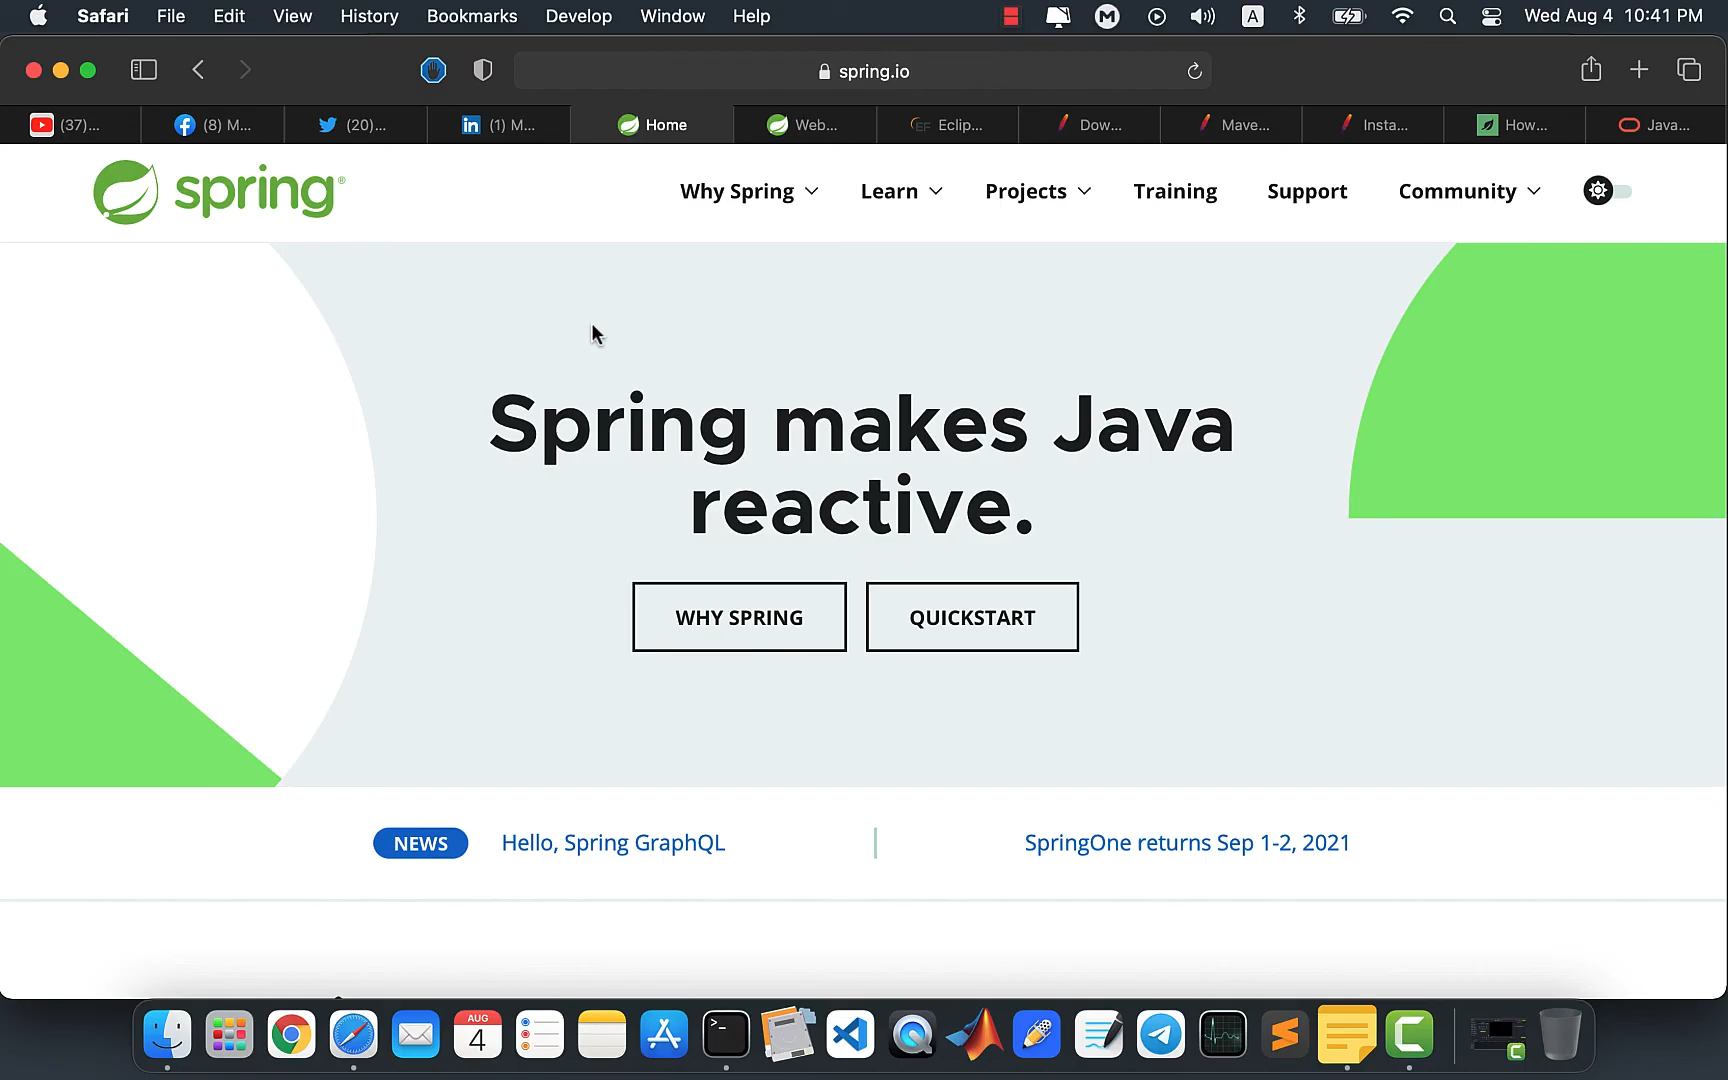 Safari File Edit View History Bookmarks Develop Window Help A Wed Aug 4 10:41 PM
spring.io
(37)... (8) M... (20)... (1) M... Home Web... Eclip... Dow... Mave... Insta... How... Java...
spring® Why Spring Learn Projects Training Support Community
Spring makes Java
reactive.
WHY SPRING QUICKSTART
NEWS Hello, Spring GraphQL SpringOne returns Sep 1-2, 2021
AUG
4